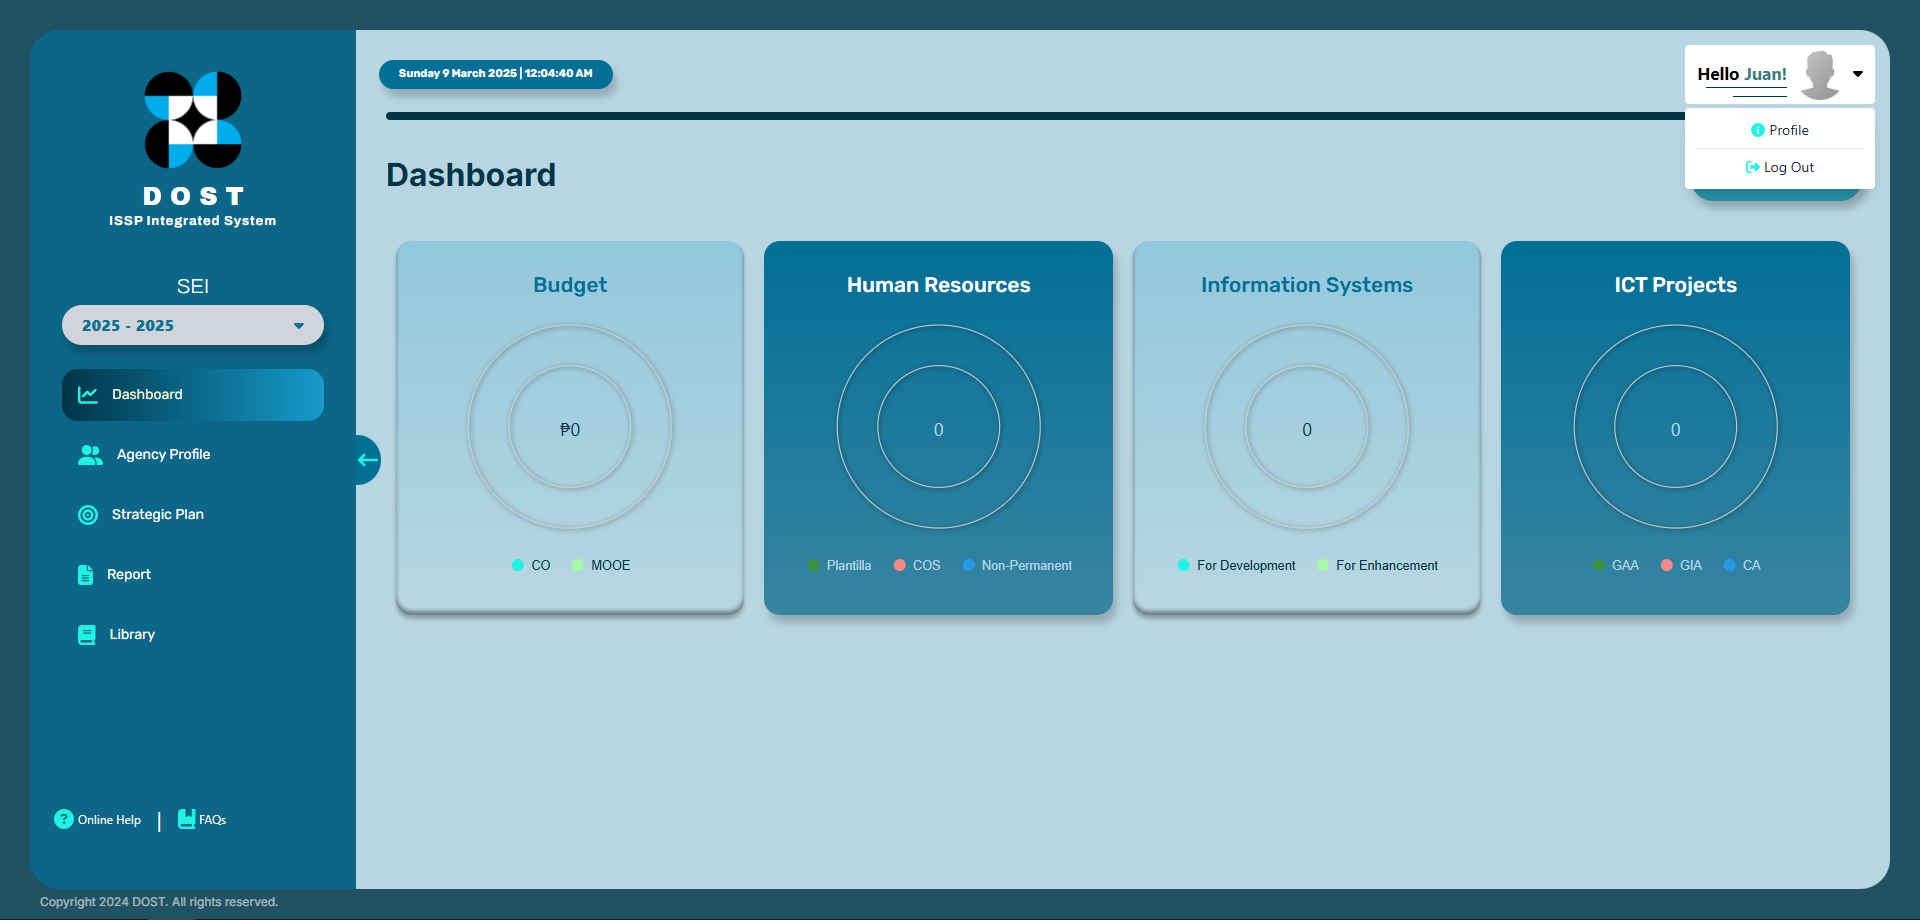 DOST
ISSP Integrated System
SEI
2025 - 2025
Dashboard
Agency Profile
Strategic Plan
Report
Library
Online Help | FAQs
Sunday 9 March 2025 | 12:04:40 AM
Hello Juan!
Profile
Log Out
Dashboard
Budget
₱0
CO MOOE
Human Resources
0
Plantilla COS Non-Permanent
Information Systems
0
For Development For Enhancement
ICT Projects
0
GAA GIA CA
Copyright 2024 DOST. All rights reserved.